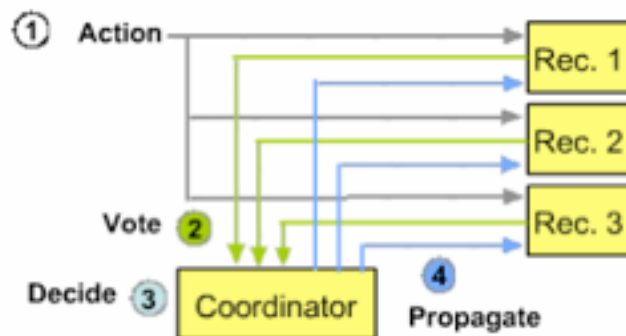 1 Action
Rec. 1
Rec. 2
Rec. 3
Vote 2
Decide 3
Coordinator
4
Propagate